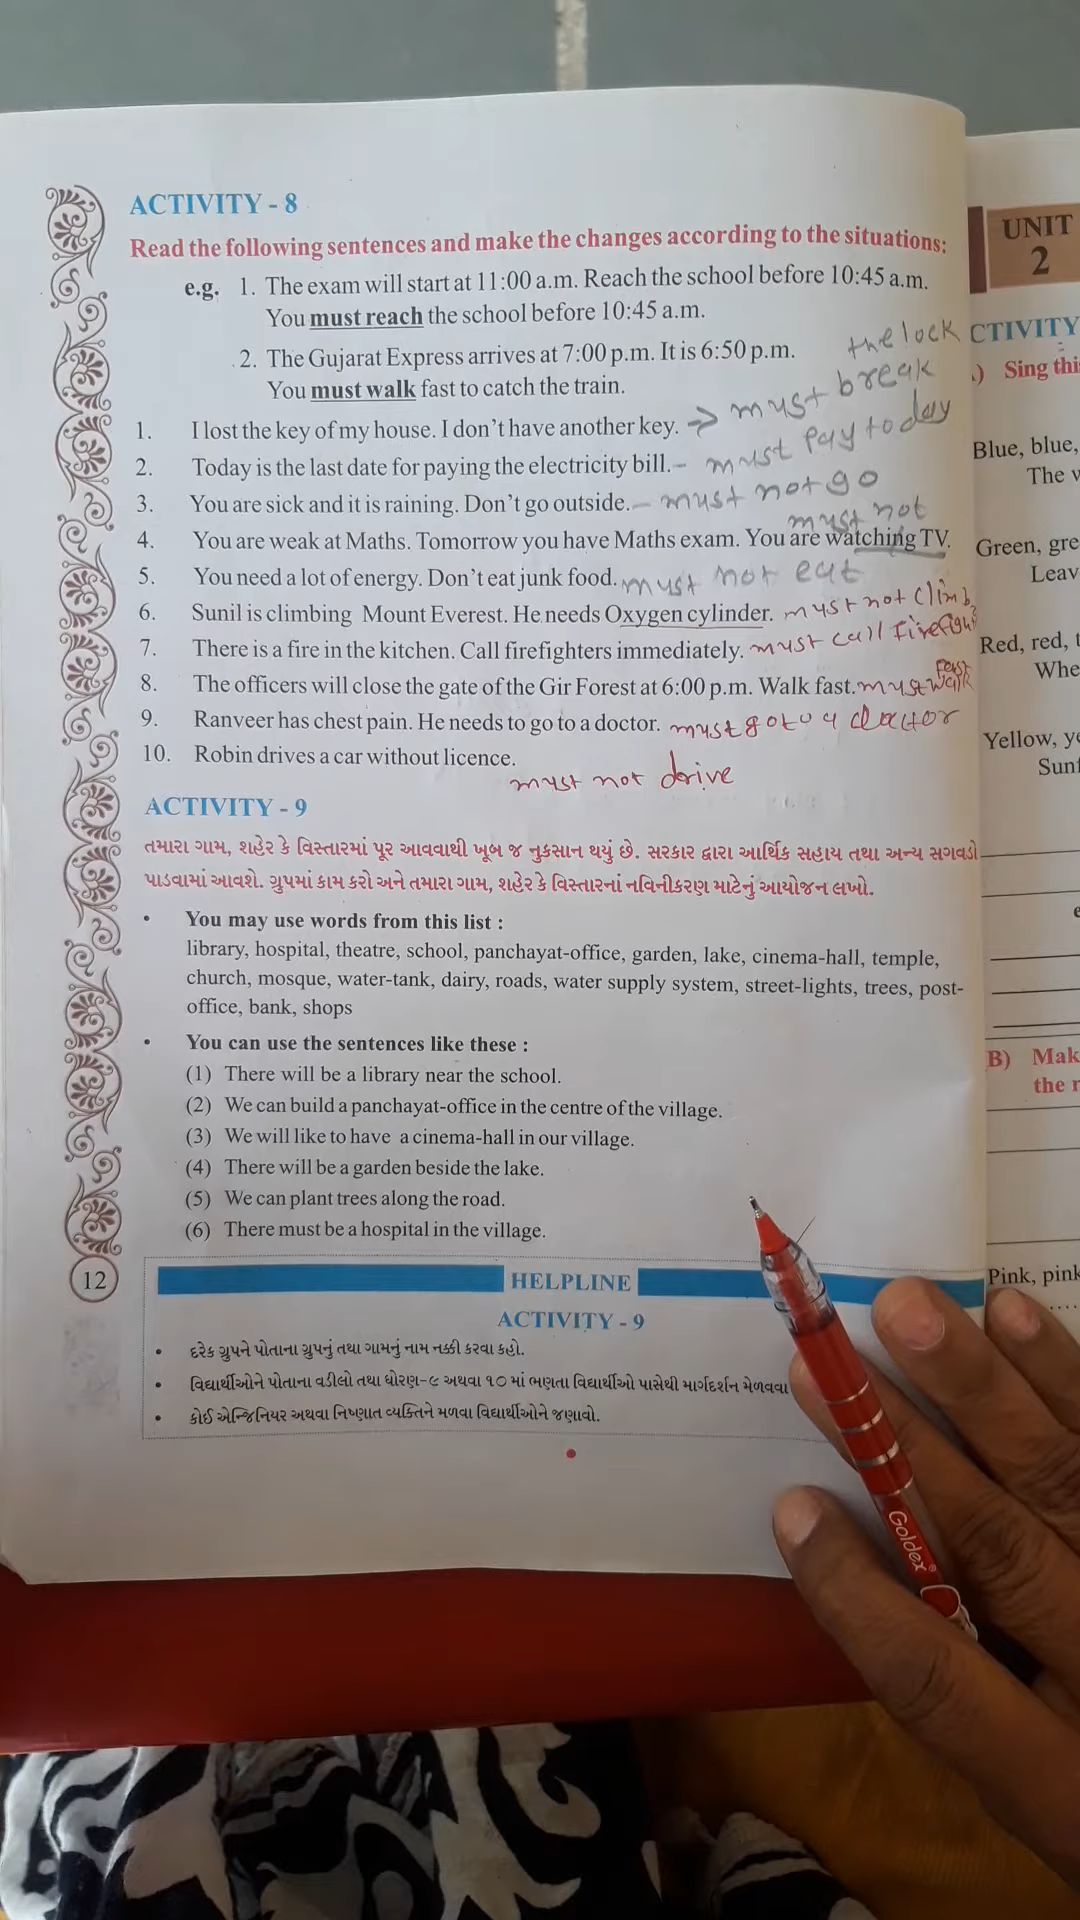 ACTIVITY - 8
Read the following sentences and make the changes according to the situations:
e.g. 1. The exam will start at 11:00 a.m. Reach the school before 10:45 a.m.
You must reach the school before 10:45 a.m.
2. The Gujarat Express arrives at 7:00 p.m. It is 6:50 p.m.
You must walk fast to catch the train.
the lock
1. I lost the key of my house. I don't have another key. → must break
2. Today is the last date for paying the electricity bill. – must pay today
3. You are sick and it is raining. Don't go outside. – must not go
must not
4. You are weak at Maths. Tomorrow you have Maths exam. You are watching TV.
5. You need a lot of energy. Don't eat junk food. must not eat
6. Sunil is climbing Mount Everest. He needs Oxygen cylinder. must not climb
7. There is a fire in the kitchen. Call firefighters immediately. must call
fast
8. The officers will close the gate of the Gir Forest at 6:00 p.m. Walk fast. must walk
9. Ranveer has chest pain. He needs to go to a doctor. must go to a doctor
10. Robin drives a car without licence.
must not drive
ACTIVITY - 9
તમારા ગામ, શહેર કે વિસ્તારમાં પૂર આવવાથી ખૂબ જ નુકસાન થયું છે. સરકાર દ્વારા આર્થિક સહાય તથા અન્ય સગવડો
પાડવામાં આવશે. ગ્રુપમાં કામ કરો અને તમારા ગામ, શહેર કે વિસ્તારનાં નવિનીકરણ માટેનું આયોજન લખો.
• You may use words from this list :
library, hospital, theatre, school, panchayat-office, garden, lake, cinema-hall, temple,
church, mosque, water-tank, dairy, roads, water supply system, street-lights, trees, post-
office, bank, shops
• You can use the sentences like these :
(1) There will be a library near the school.
(2) We can build a panchayat-office in the centre of the village.
(3) We will like to have a cinema-hall in our village.
(4) There will be a garden beside the lake.
(5) We can plant trees along the road.
(6) There must be a hospital in the village.
12
HELPLINE
ACTIVITY - 9
• દરેક ગ્રુપને પોતાના ગ્રુપનું તથા ગામનું નામ નક્કી કરવા કહો.
• વિદ્યાર્થીઓને પોતાના વડીલો તથા ધોરણ-૯ અથવા ૧૦ માં ભણતા વિદ્યાર્થીઓ પાસેથી માર્ગદર્શન મેળવવા
• કોઈ એન્જિનિયર અથવા નિષ્ણાત વ્યક્તિને મળવા વિદ્યાર્થીઓને જણાવો.
UNIT
2
CTIVITY
Sing
Blue, blue,
The
Green,
Leav
Red, red,
Whe
Yellow,
B) Mak
the
Pink, pink
Goldex